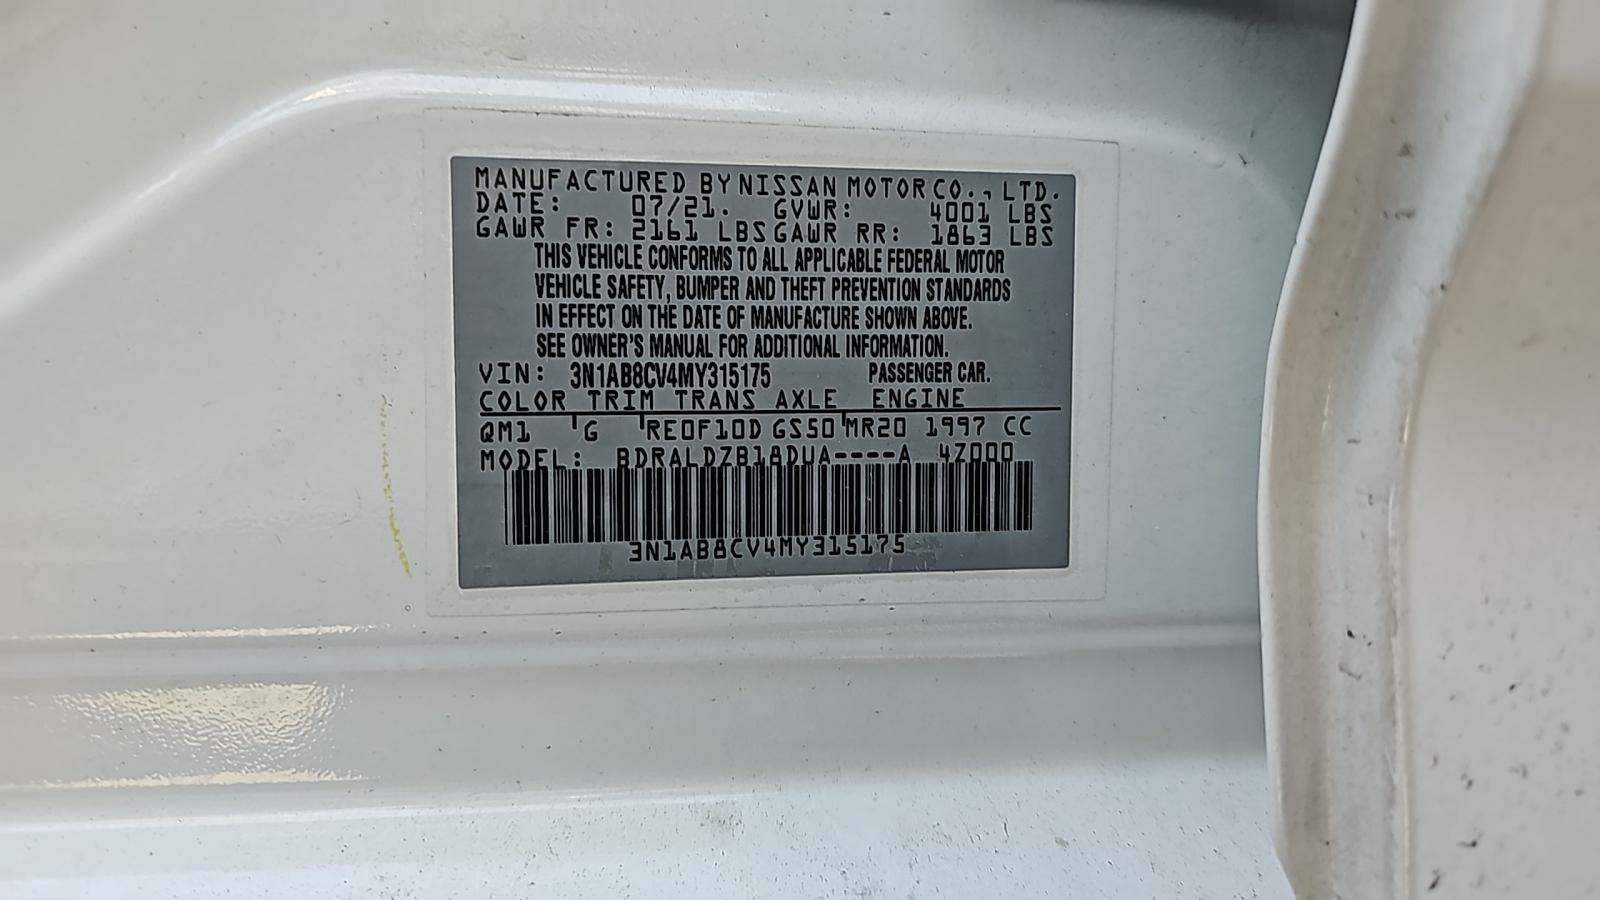 MANUFACTURED BY NISSAN MOTOR CO., LTD.
DATE: 07/21. GVWR: 4001 LBS
GAWR FR: 2161 LBS GAWR RR: 1863 LBS
THIS VEHICLE CONFORMS TO ALL APPLICABLE FEDERAL MOTOR
VEHICLE SAFETY, BUMPER AND THEFT PREVENTION STANDARDS
IN EFFECT ON THE DATE OF MANUFACTURE SHOWN ABOVE.
SEE OWNER'S MANUAL FOR ADDITIONAL INFORMATION.
VIN: 3N1AB8CV4MY315175 PASSENGER CAR.
COLOR TRIM TRANS AXLE ENGINE
QM1 G RE0F10D GS50 MR20 1997 CC
MODEL: BDRALDZB18DUA----A 4Z000
3N1AB8CV4MY315175